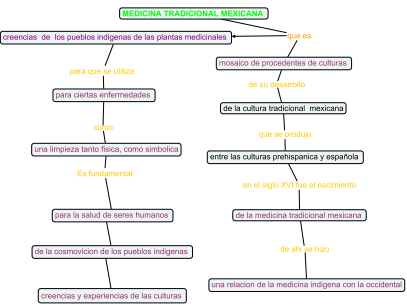 MEDICINA TRADICIONAL MEXICANA
creencias de los pueblos indigenas de las plantas medicinales
que es
mosaico de procedentes de culturas
para que se utiliza
de su desarrollo
para ciertas enfermedades
de la cultura tradicional mexicana
como
que se produjo
una limpieza tanto fisica, como simbolica
entre las culturas prehispanica y española
Es fundamental
en el siglo XVI fue el nacimiento
para la salud de seres humanos
de la medicina tradicional mexicana
de la cosmovicion de los pueblos indigenas
de ahi se hizo
una relacion de la medicina indigena con la occidental
creencias y experiencias de las culturas